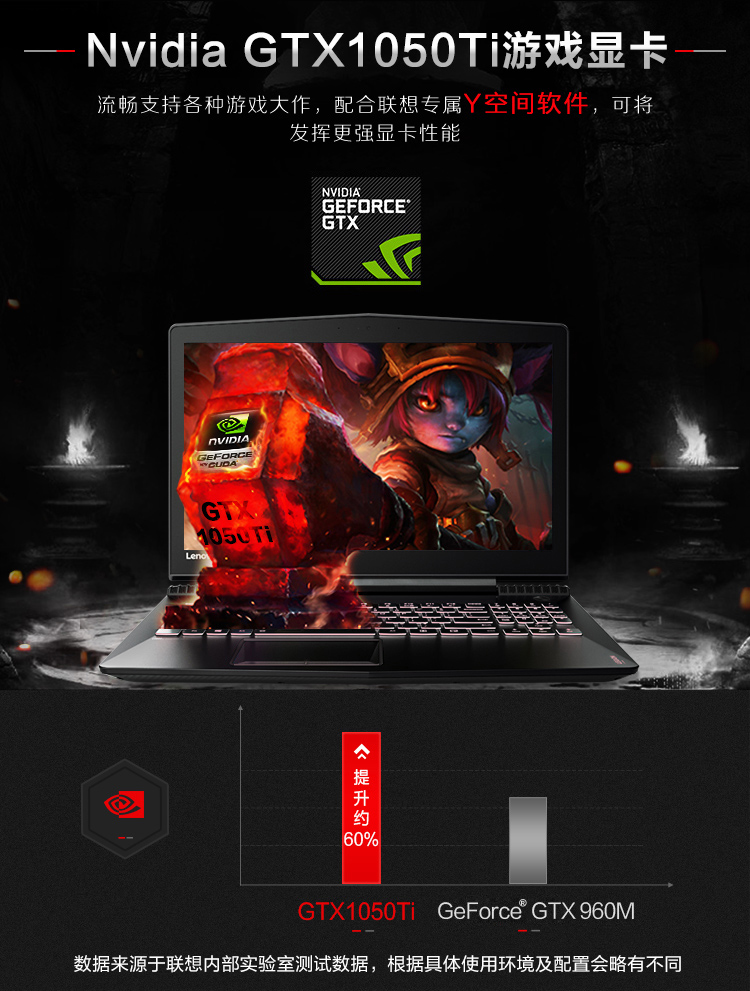 Nvidia GTX1050Ti游戏显卡
流畅支持各种游戏大作，配合联想专属Y空间软件，可将
发挥更强显卡性能
NVIDIA
GEFORCE
GTX
NVIDIA
GEFORCE
CUDA
GTX
1050Ti
Leno
提
升
约
60%
GTX1050Ti
GeForce® GTX 960M
数据来源于联想内部实验室测试数据，根据具体使用环境及配置会略有不同